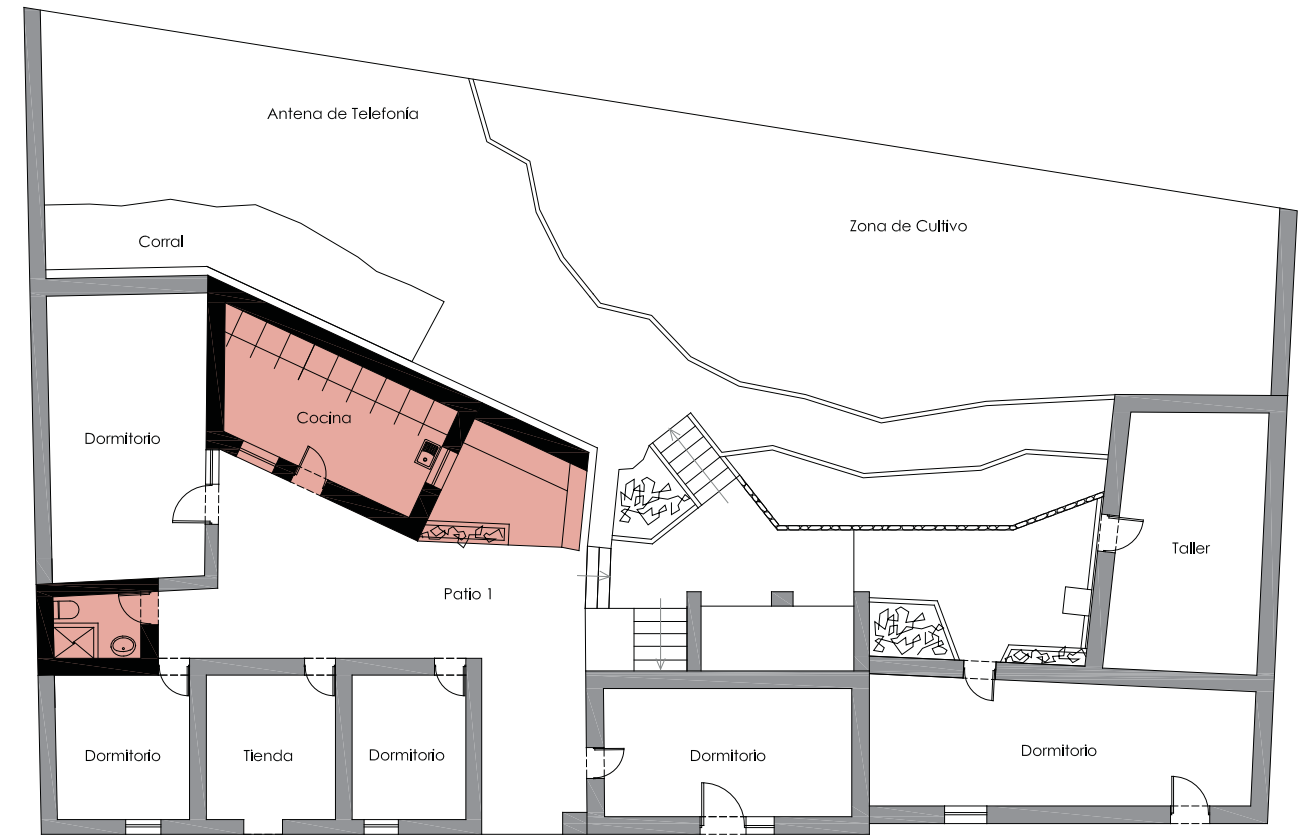 Antena de Telefonía
Zona de Cultivo
Corral
Cocina
Dormitorio
Taller
Patio 1
Dormitorio
Tienda
Dormitorio
Dormitorio
Dormitorio